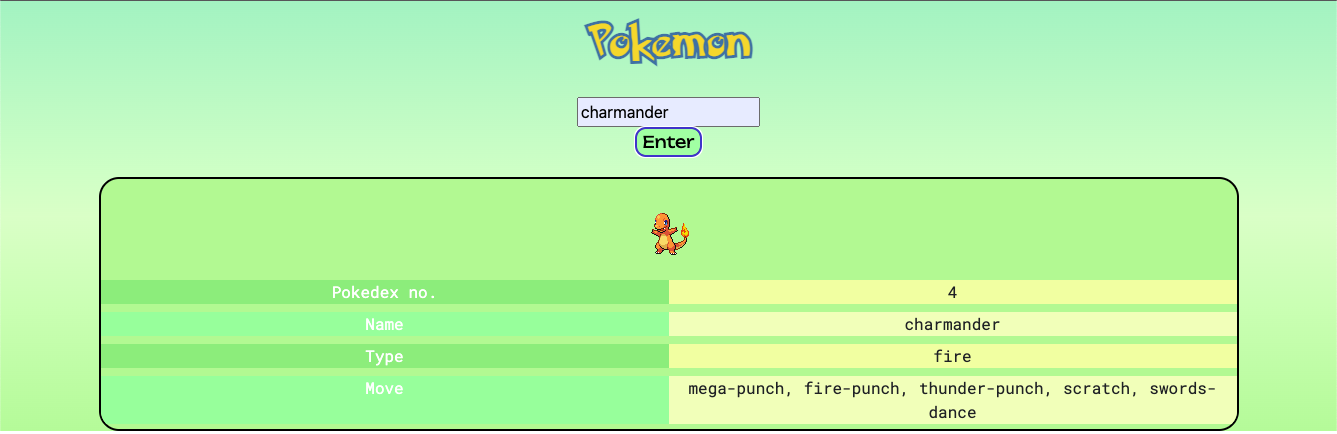 Pokemon
charmander
Enter
Pokedex no. 4
Name charmander
Type fire
Move mega-punch, fire-punch, thunder-punch, scratch, swords-
dance